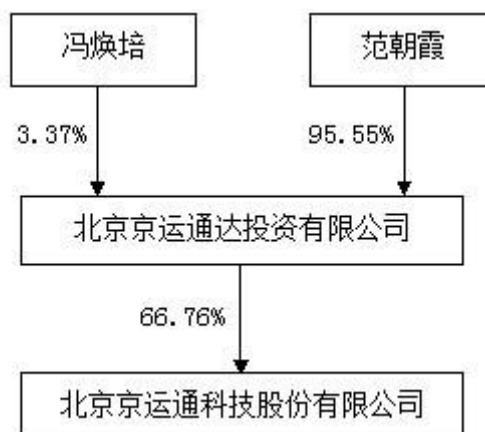 冯焕培
范朝霞
3.37%
95.55%
北京京运通达投资有限公司
66.76%
北京京运通科技股份有限公司